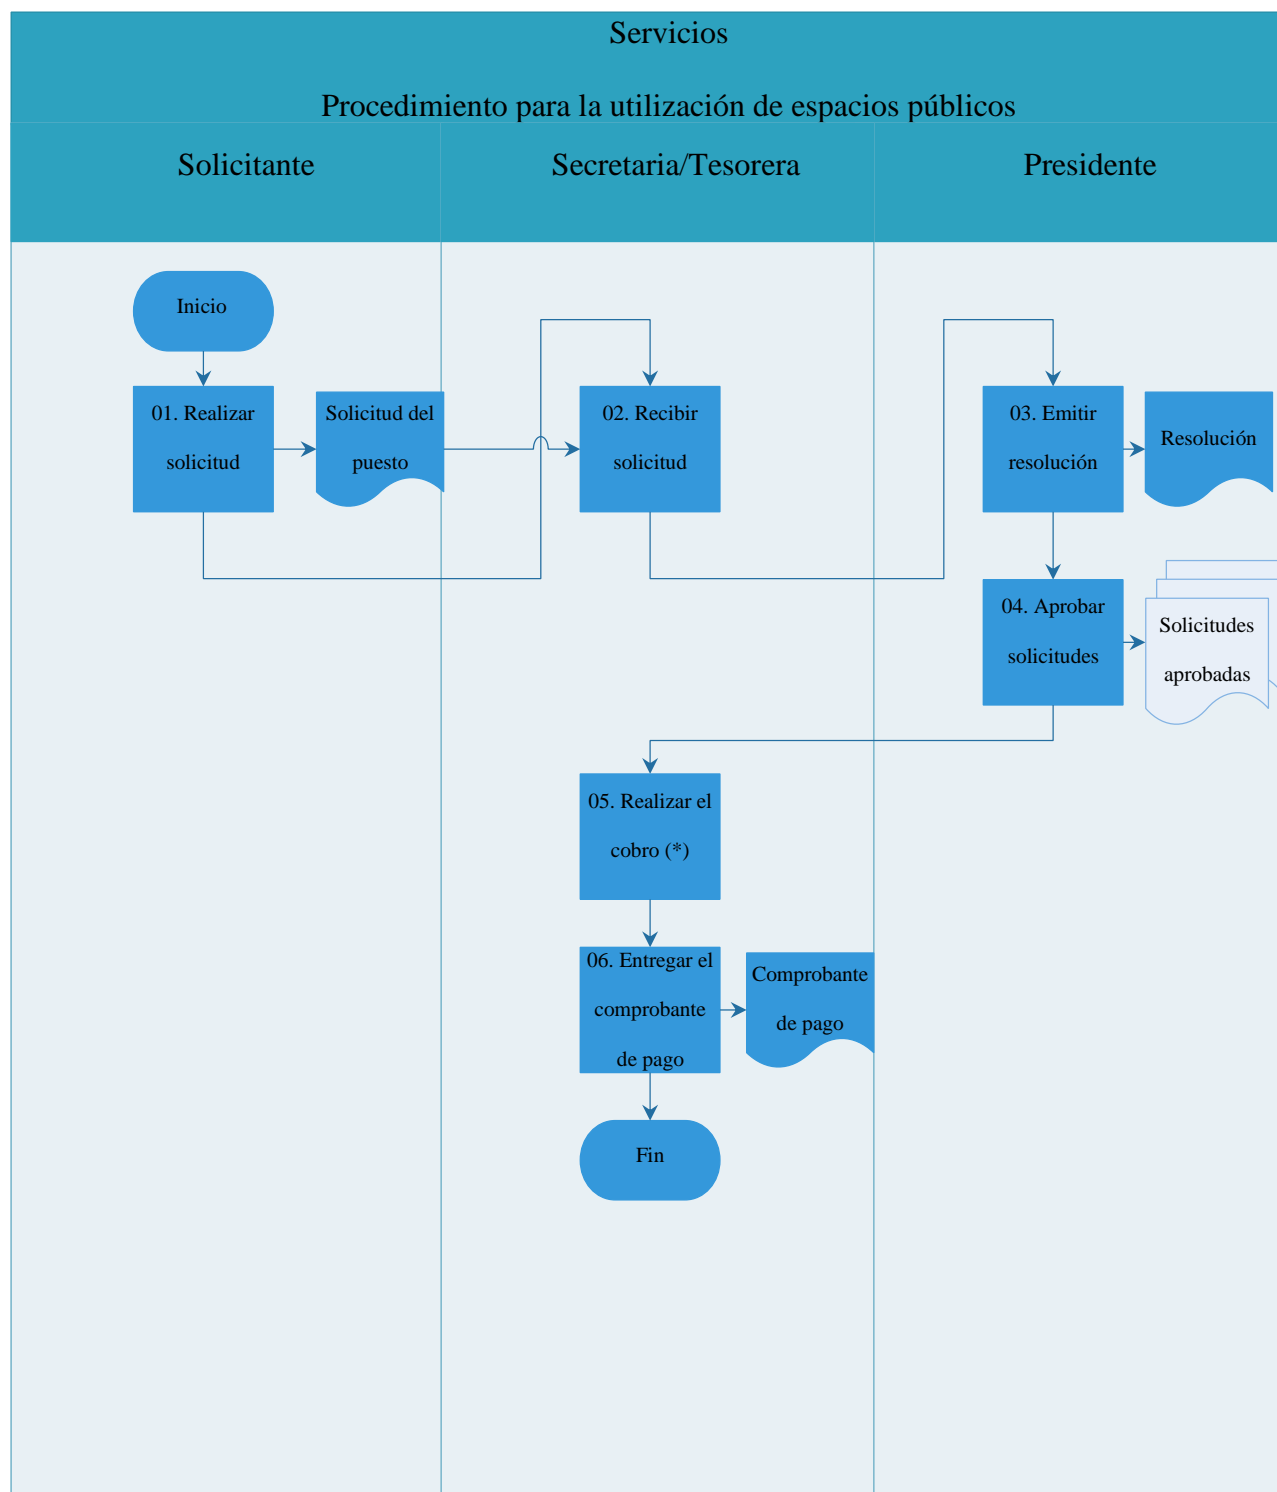 Servicios
Procedimiento para la utilización de espacios públicos
Solicitante
Secretaria/Tesorera
Presidente
Inicio
01. Realizar
solicitud
Solicitud del
puesto
02. Recibir
solicitud
03. Emitir
resolución
Resolución
04. Aprobar
solicitudes
Solicitudes
aprobadas
05. Realizar el
cobro (*)
06. Entregar el
comprobante
de pago
Comprobante
de pago
Fin